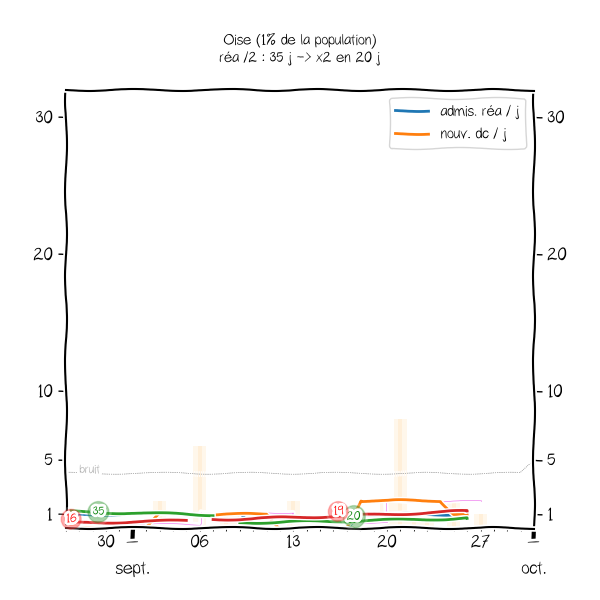 Oise (1% de la population)
réa /2 : 35 j -> x2 en 20 j
admis. réa / j
nouv. dc / j
30 30
20 20
10 10
5 5
bruit
1 1
16 35 19 20
30 06 13 20 27
sept. oct.